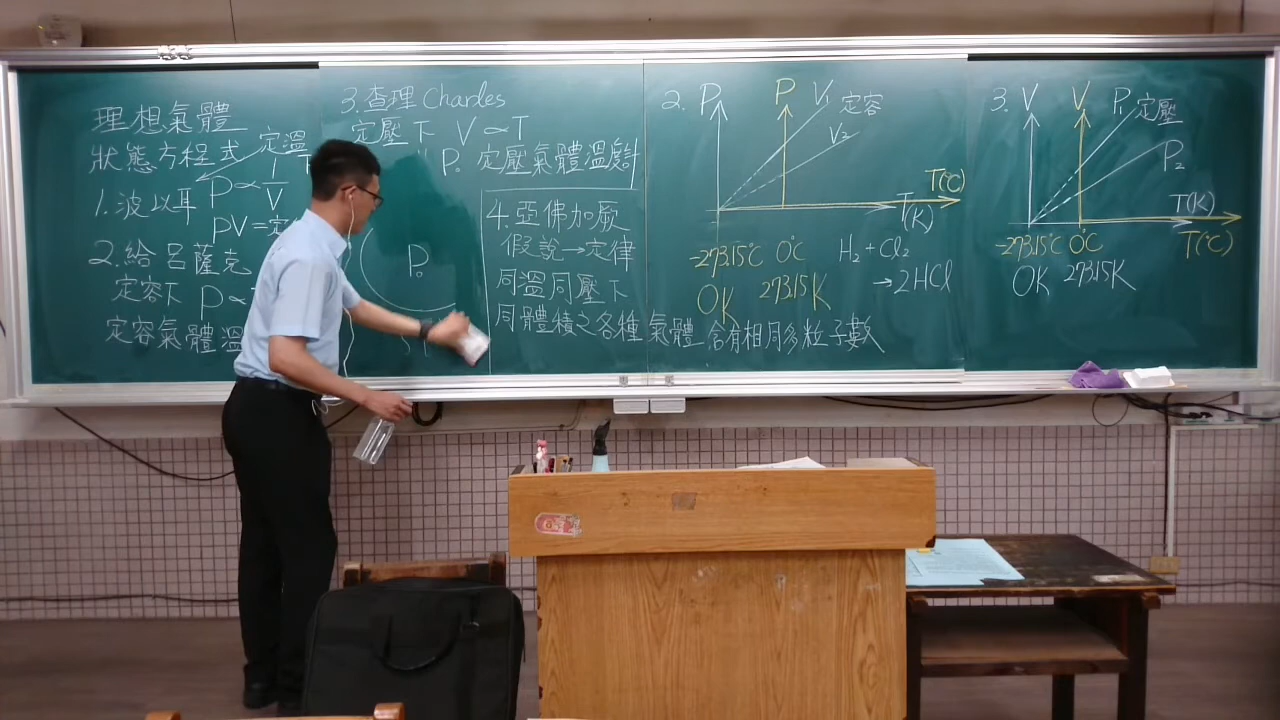 理想氣體
狀態方程式
定溫
1.波以耳 P∝1/V
PV=定
2.給呂薩克
定容下 P∝
定容氣體溫
3.查理 Charles
定壓下 V∝T
" P. 定壓氣體溫度計
P.
4.亞佛加厥
假說→定律
同溫同壓下
同體積之各種氣體 含有相同多粒子數
2. P P V₁ 定容
V₂
T(℃)
T(K)
-273.15℃ 0℃
0K 273.15K
H₂+Cl₂
→2HCl
3. V V P₁ 定壓
P₂
T(K)
T(℃)
-273.15℃ 0℃
0K 273.15K